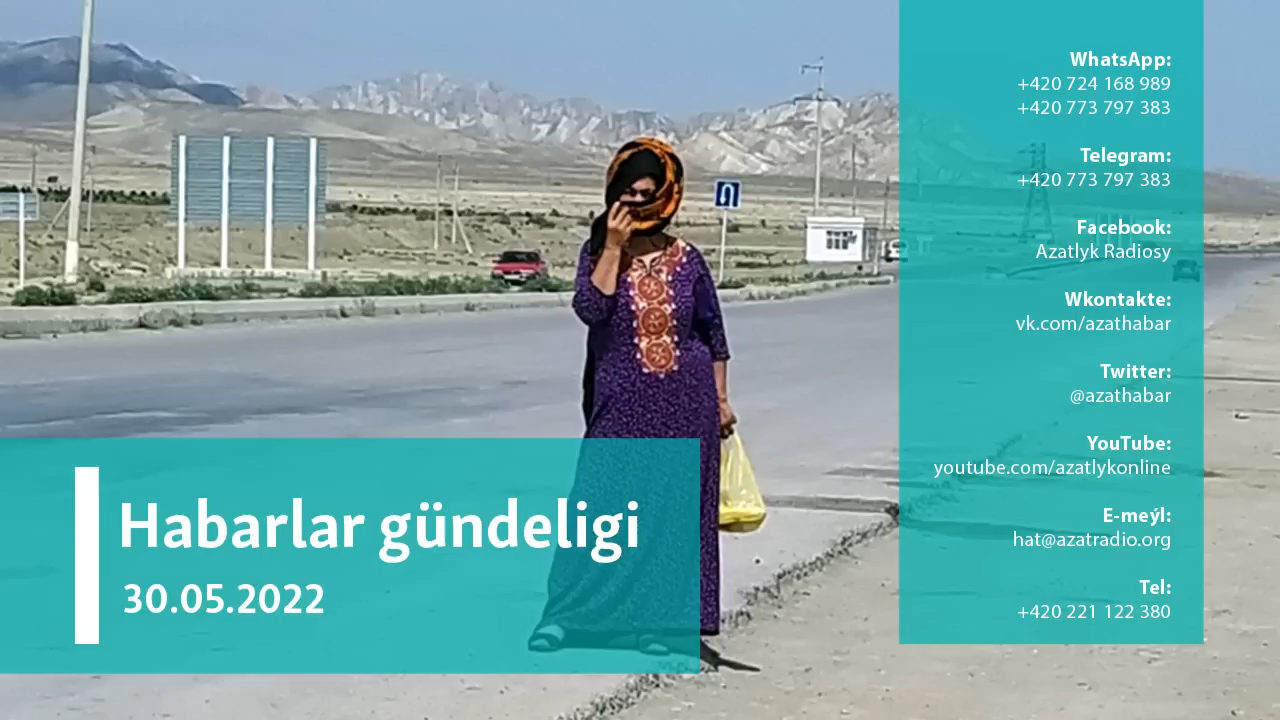 WhatsApp:
+420 724 168 989
+420 773 797 383
Telegram:
+420 773 797 383
Facebook:
Azatlyk Radiosy
Wkontakte:
vk.com/azathabar
Twitter:
@azathabar
YouTube:
youtube.com/azatlykonline
E-meýl:
hat@azatradio.org
Tel:
+420 221 122 380
Habarlar gündeligi
30.05.2022